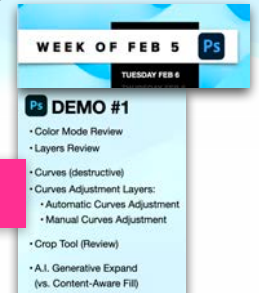 WEEK OF FEB 5
Ps
TUESDAY FEB 6
Ps DEMO #1
• Color Mode Review
• Layers Review
• Curves (destructive)
• Curves Adjustment Layers:
• Automatic Curves Adjustment
• Manual Curves Adjustment
• Crop Tool (Review)
• A.I. Generative Expand
(vs. Content-Aware Fill)